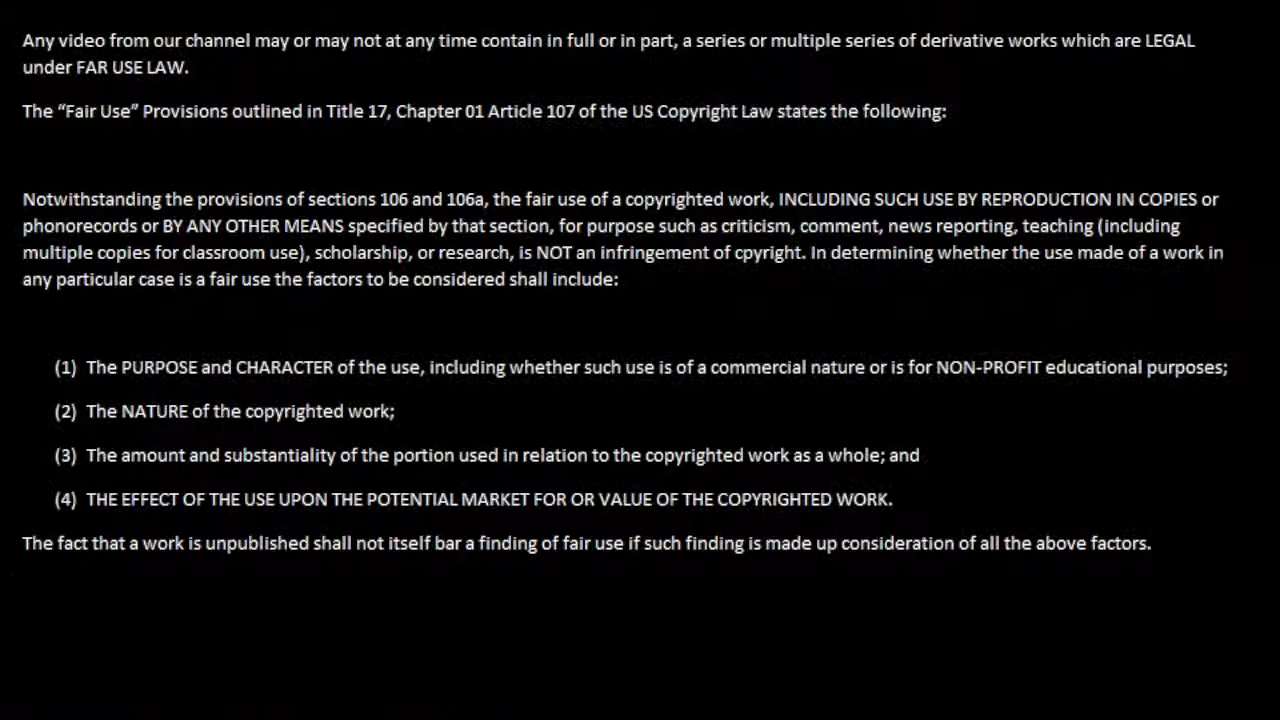 Any video from our channel may or may not at any time contain in full or in part, a series or multiple series of derivative works which are LEGAL
under FAR USE LAW.
The “Fair Use” Provisions outlined in Title 17, Chapter 01 Article 107 of the US Copyright Law states the following:
Notwithstanding the provisions of sections 106 and 106a, the fair use of a copyrighted work, INCLUDING SUCH USE BY REPRODUCTION IN COPIES or
phonorecords or BY ANY OTHER MEANS specified by that section, for purpose such as criticism, comment, news reporting, teaching (including
multiple copies for classroom use), scholarship, or research, is NOT an infringement of cpyright. In determining whether the use made of a work in
any particular case is a fair use the factors to be considered shall include:
(1) The PURPOSE and CHARACTER of the use, including whether such use is of a commercial nature or is for NON-PROFIT educational purposes;
(2) The NATURE of the copyrighted work;
(3) The amount and substantiality of the portion used in relation to the copyrighted work as a whole; and
(4) THE EFFECT OF THE USE UPON THE POTENTIAL MARKET FOR OR VALUE OF THE COPYRIGHTED WORK.
The fact that a work is unpublished shall not itself bar a finding of fair use if such finding is made up consideration of all the above factors.